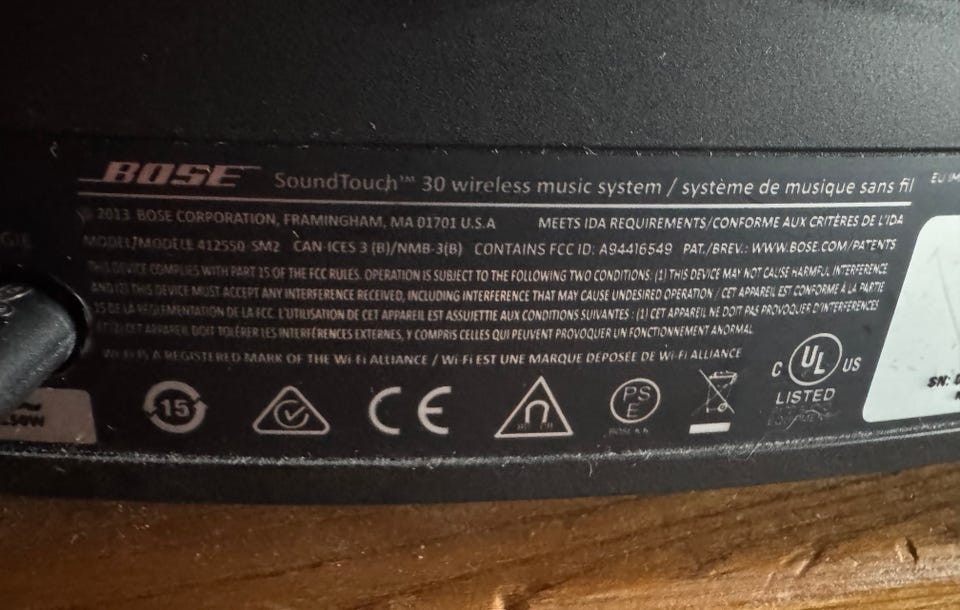 BOSE SoundTouch™ 30 wireless music system / système de musique sans fil
2013 BOSE CORPORATION, FRAMINGHAM, MA 01701 U.S.A MEETS IDA REQUIREMENTS/CONFORME AUX CRITÈRES DE L'IDA
MODEL/MODÈLE 412550-SM2 CAN-ICES 3 (B)/NMB-3(B) CONTAINS FCC ID: A94416549 PAT./BREV.: WWW.BOSE.COM/PATENTS
THIS DEVICE COMPLIES WITH PART 15 OF THE FCC RULES. OPERATION IS SUBJECT TO THE FOLLOWING TWO CONDITIONS: (1) THIS DEVICE MAY NOT CAUSE HARMFUL INTERFERENCE
AND (2) THIS DEVICE MUST ACCEPT ANY INTERFERENCE RECEIVED, INCLUDING INTERFERENCE THAT MAY CAUSE UNDESIRED OPERATION / CET APPAREIL EST CONFORME À LA PARTIE
15 DE LA RÉGLEMENTATION DE LA FCC. L'UTILISATION DE CET APPAREIL EST ASSUJETTIE AUX CONDITIONS SUIVANTES : (1) CET APPAREIL NE DOIT PAS PROVOQUER D'INTERFÉRENCES
ET (2) CET APPAREIL DOIT TOLÉRER LES INTERFÉRENCES EXTERNES, Y COMPRIS CELLES QUI PEUVENT PROVOQUER UN FONCTIONNEMENT ANORMAL
Wi-Fi IS A REGISTERED MARK OF THE Wi-Fi ALLIANCE / Wi-Fi EST UNE MARQUE DÉPOSÉE DE Wi-Fi ALLIANCE
15
CE
PS
E
C UL US
LISTED
SN: